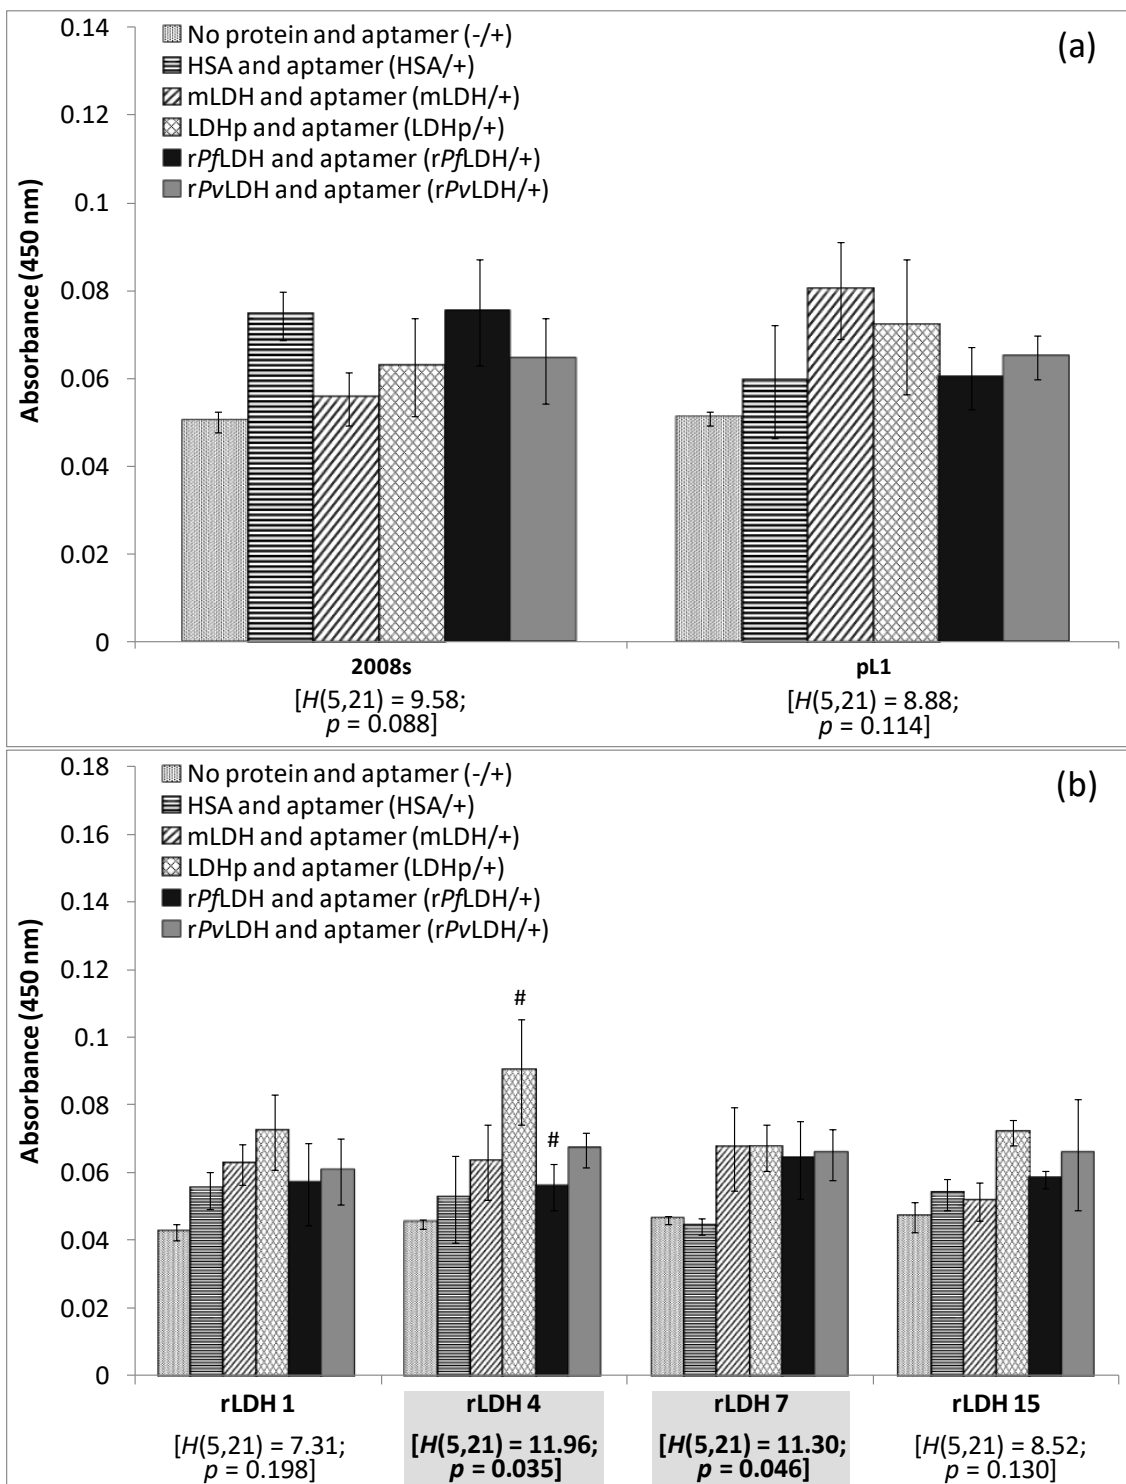 (a)
No protein and aptamer (-/+)
HSA and aptamer (HSA/+)
mLDH and aptamer (mLDH/+)
LDHp and aptamer (LDHp/+)
rPfLDH and aptamer (rPfLDH/+)
rPvLDH and aptamer (rPvLDH/+)
Absorbance (450 nm)
0.14
0.12
0.1
0.08
0.06
0.04
0.02
0
2008s
[H(5,21) = 9.58;
p = 0.088]
pL1
[H(5,21) = 8.88;
p = 0.114]
(b)
No protein and aptamer (-/+)
HSA and aptamer (HSA/+)
mLDH and aptamer (mLDH/+)
LDHp and aptamer (LDHp/+)
rPfLDH and aptamer (rPfLDH/+)
rPvLDH and aptamer (rPvLDH/+)
Absorbance (450 nm)
0.18
0.16
0.14
0.12
0.1
0.08
0.06
0.04
0.02
0
#
#
rLDH 1
[H(5,21) = 7.31;
p = 0.198]
rLDH 4
[H(5,21) = 11.96;
p = 0.035]
rLDH 7
[H(5,21) = 11.30;
p = 0.046]
rLDH 15
[H(5,21) = 8.52;
p = 0.130]